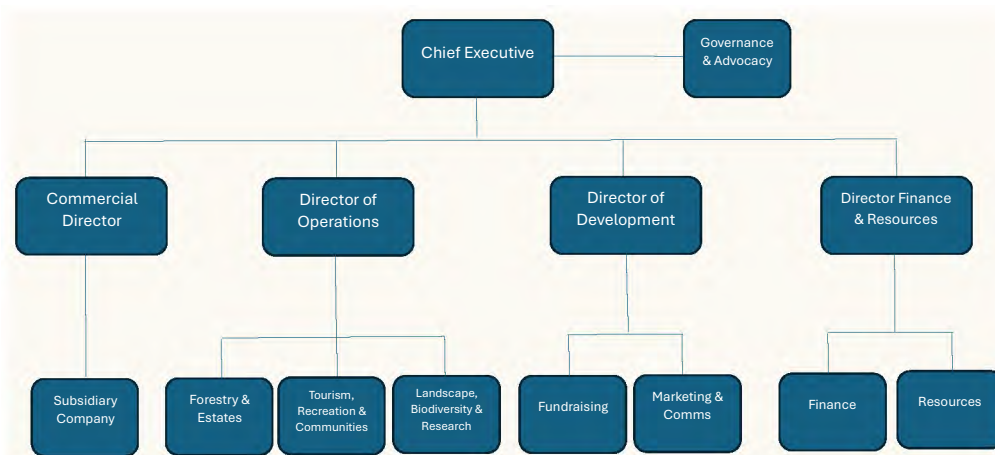 Chief Executive
Governance
& Advocacy
Commercial
Director
Director of
Operations
Director of
Development
Director Finance
& Resources
Subsidiary
Company
Forestry &
Estates
Tourism,
Recreation &
Communities
Landscape,
Biodiversity &
Research
Fundraising
Marketing &
Comms
Finance
Resources